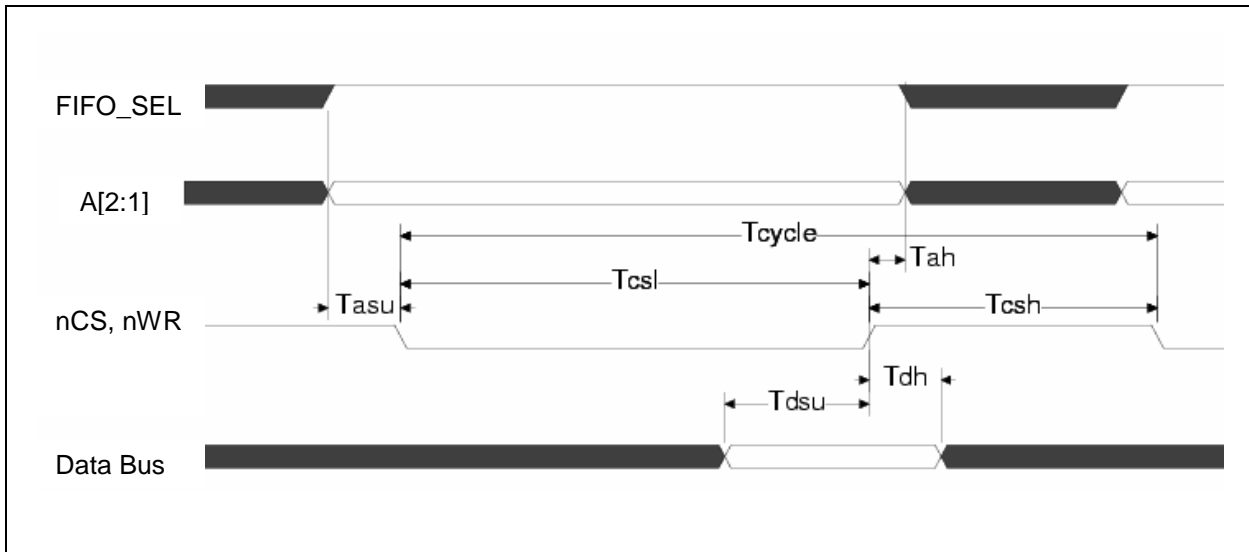 FIFO_SEL
A[2:1]
Tcycle
Tah
Tcsl
Tasu
Tcsh
nCS, nWR
Tdh
Tdsu
Data Bus